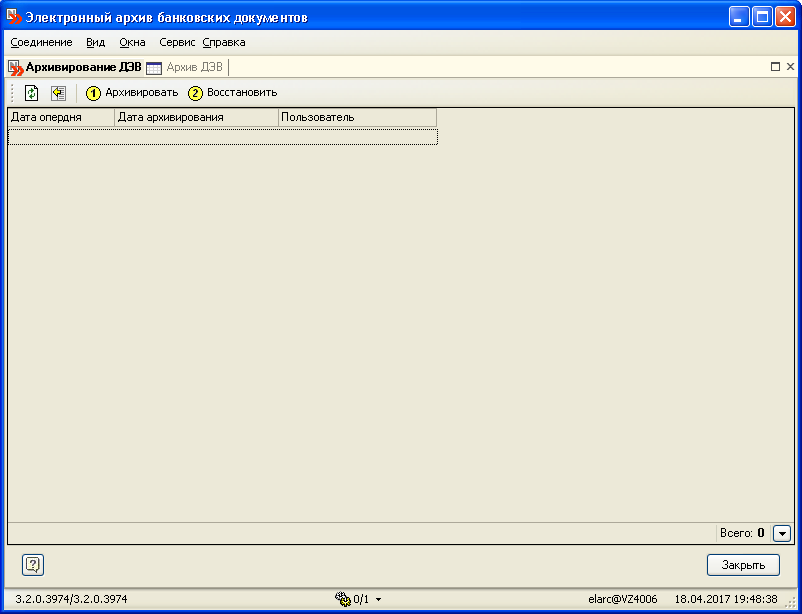 Электронный архив банковских документов
Соединение Вид Окна Сервис Справка
Архивирование ДЭВ Архив ДЭВ
1 Архивировать 2 Восстановить
Дата опердня Дата архивирования Пользователь
Всего: 0
? Закрыть
3.2.0.3974/3.2.0.3974 0/1 elarc@VZ4006 18.04.2017 19:48:38